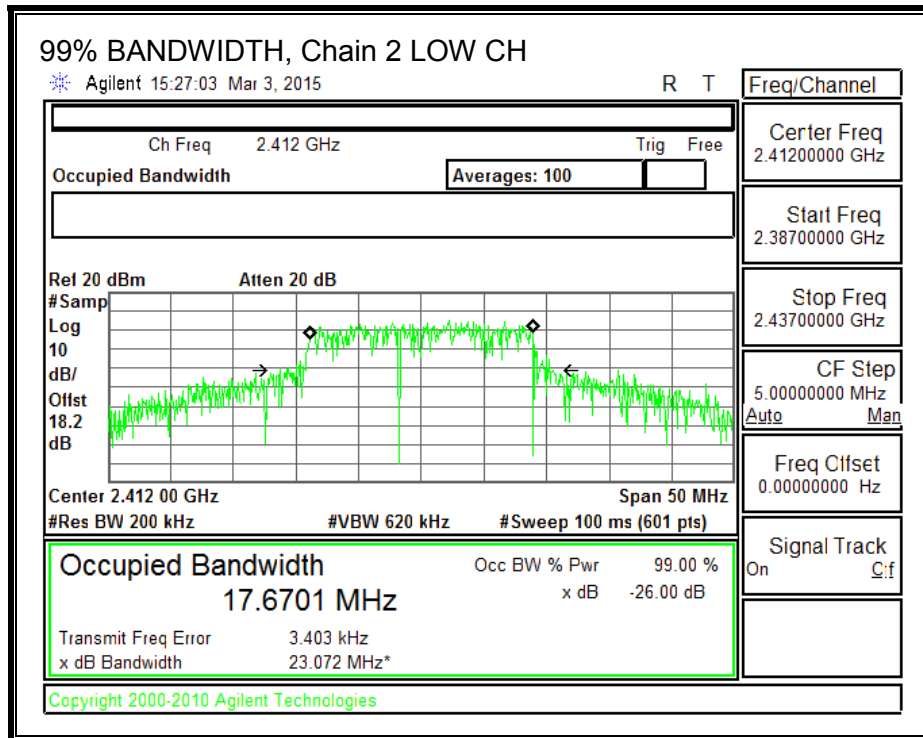 99% BANDWIDTH, Chain 2 LOW CH
Agilent 15:27:03 Mar 3, 2015 R T
Freq/Channel
Ch Freq 2.412 GHz Trig Free
Occupied Bandwidth Averages: 100
Center Freq
2.41200000 GHz
Start Freq
2.38700000 GHz
Stop Freq
2.43700000 GHz
CF Step
5.00000000 MHz
Auto Man
Freq Offset
0.00000000 Hz
Signal Track
On Off
Ref 20 dBm Atten 20 dB
#Samp
Log
10
dB/
Offst
18.2
dB
Center 2.412 00 GHz Span 50 MHz
#Res BW 200 kHz #VBW 620 kHz #Sweep 100 ms (601 pts)
Occupied Bandwidth Occ BW % Pwr 99.00 %
17.6701 MHz x dB -26.00 dB
Transmit Freq Error 3.403 kHz
x dB Bandwidth 23.072 MHz*
Copyright 2000-2010 Agilent Technologies